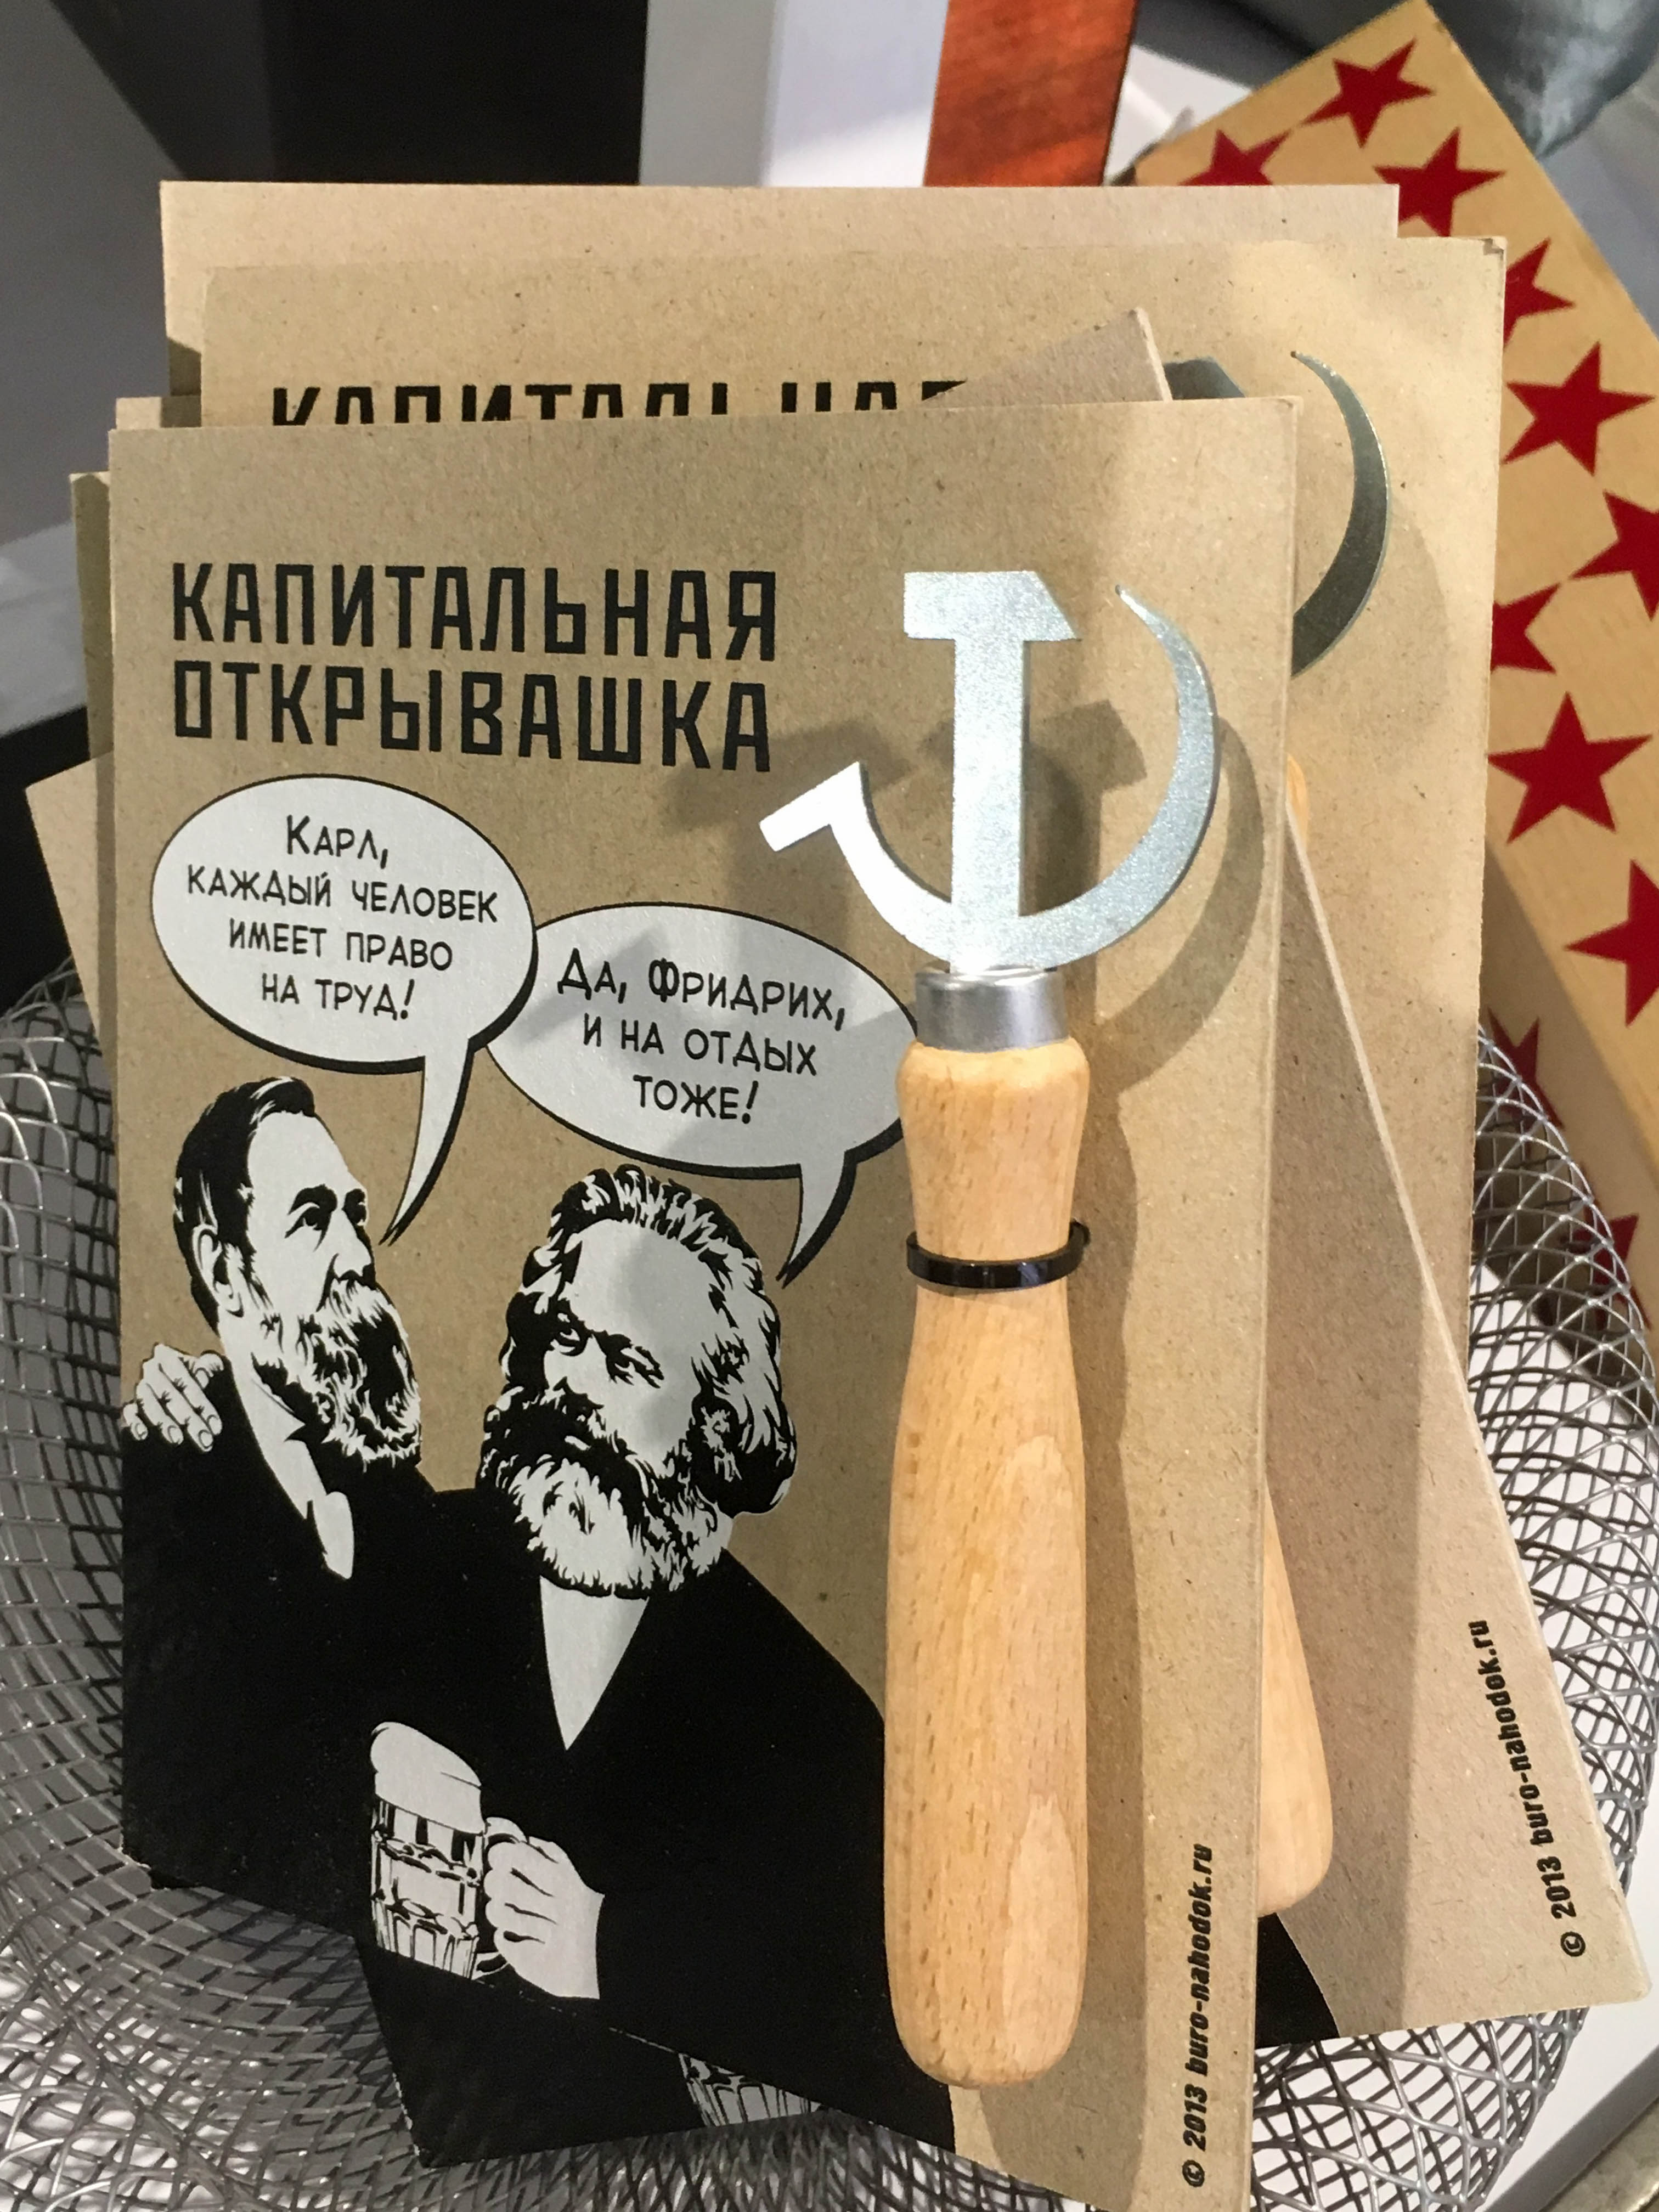 КАПИТАЛЬНАЯ
КАПИТАЛЬНАЯ
ОТКРЫВАШКА
Карл,
каждый человек
имеет право
на труд!
Да, Фридрих,
и на отдых
тоже!
© 2013 buro-nahodok.ru
© 2013 buro-nahodok.ru